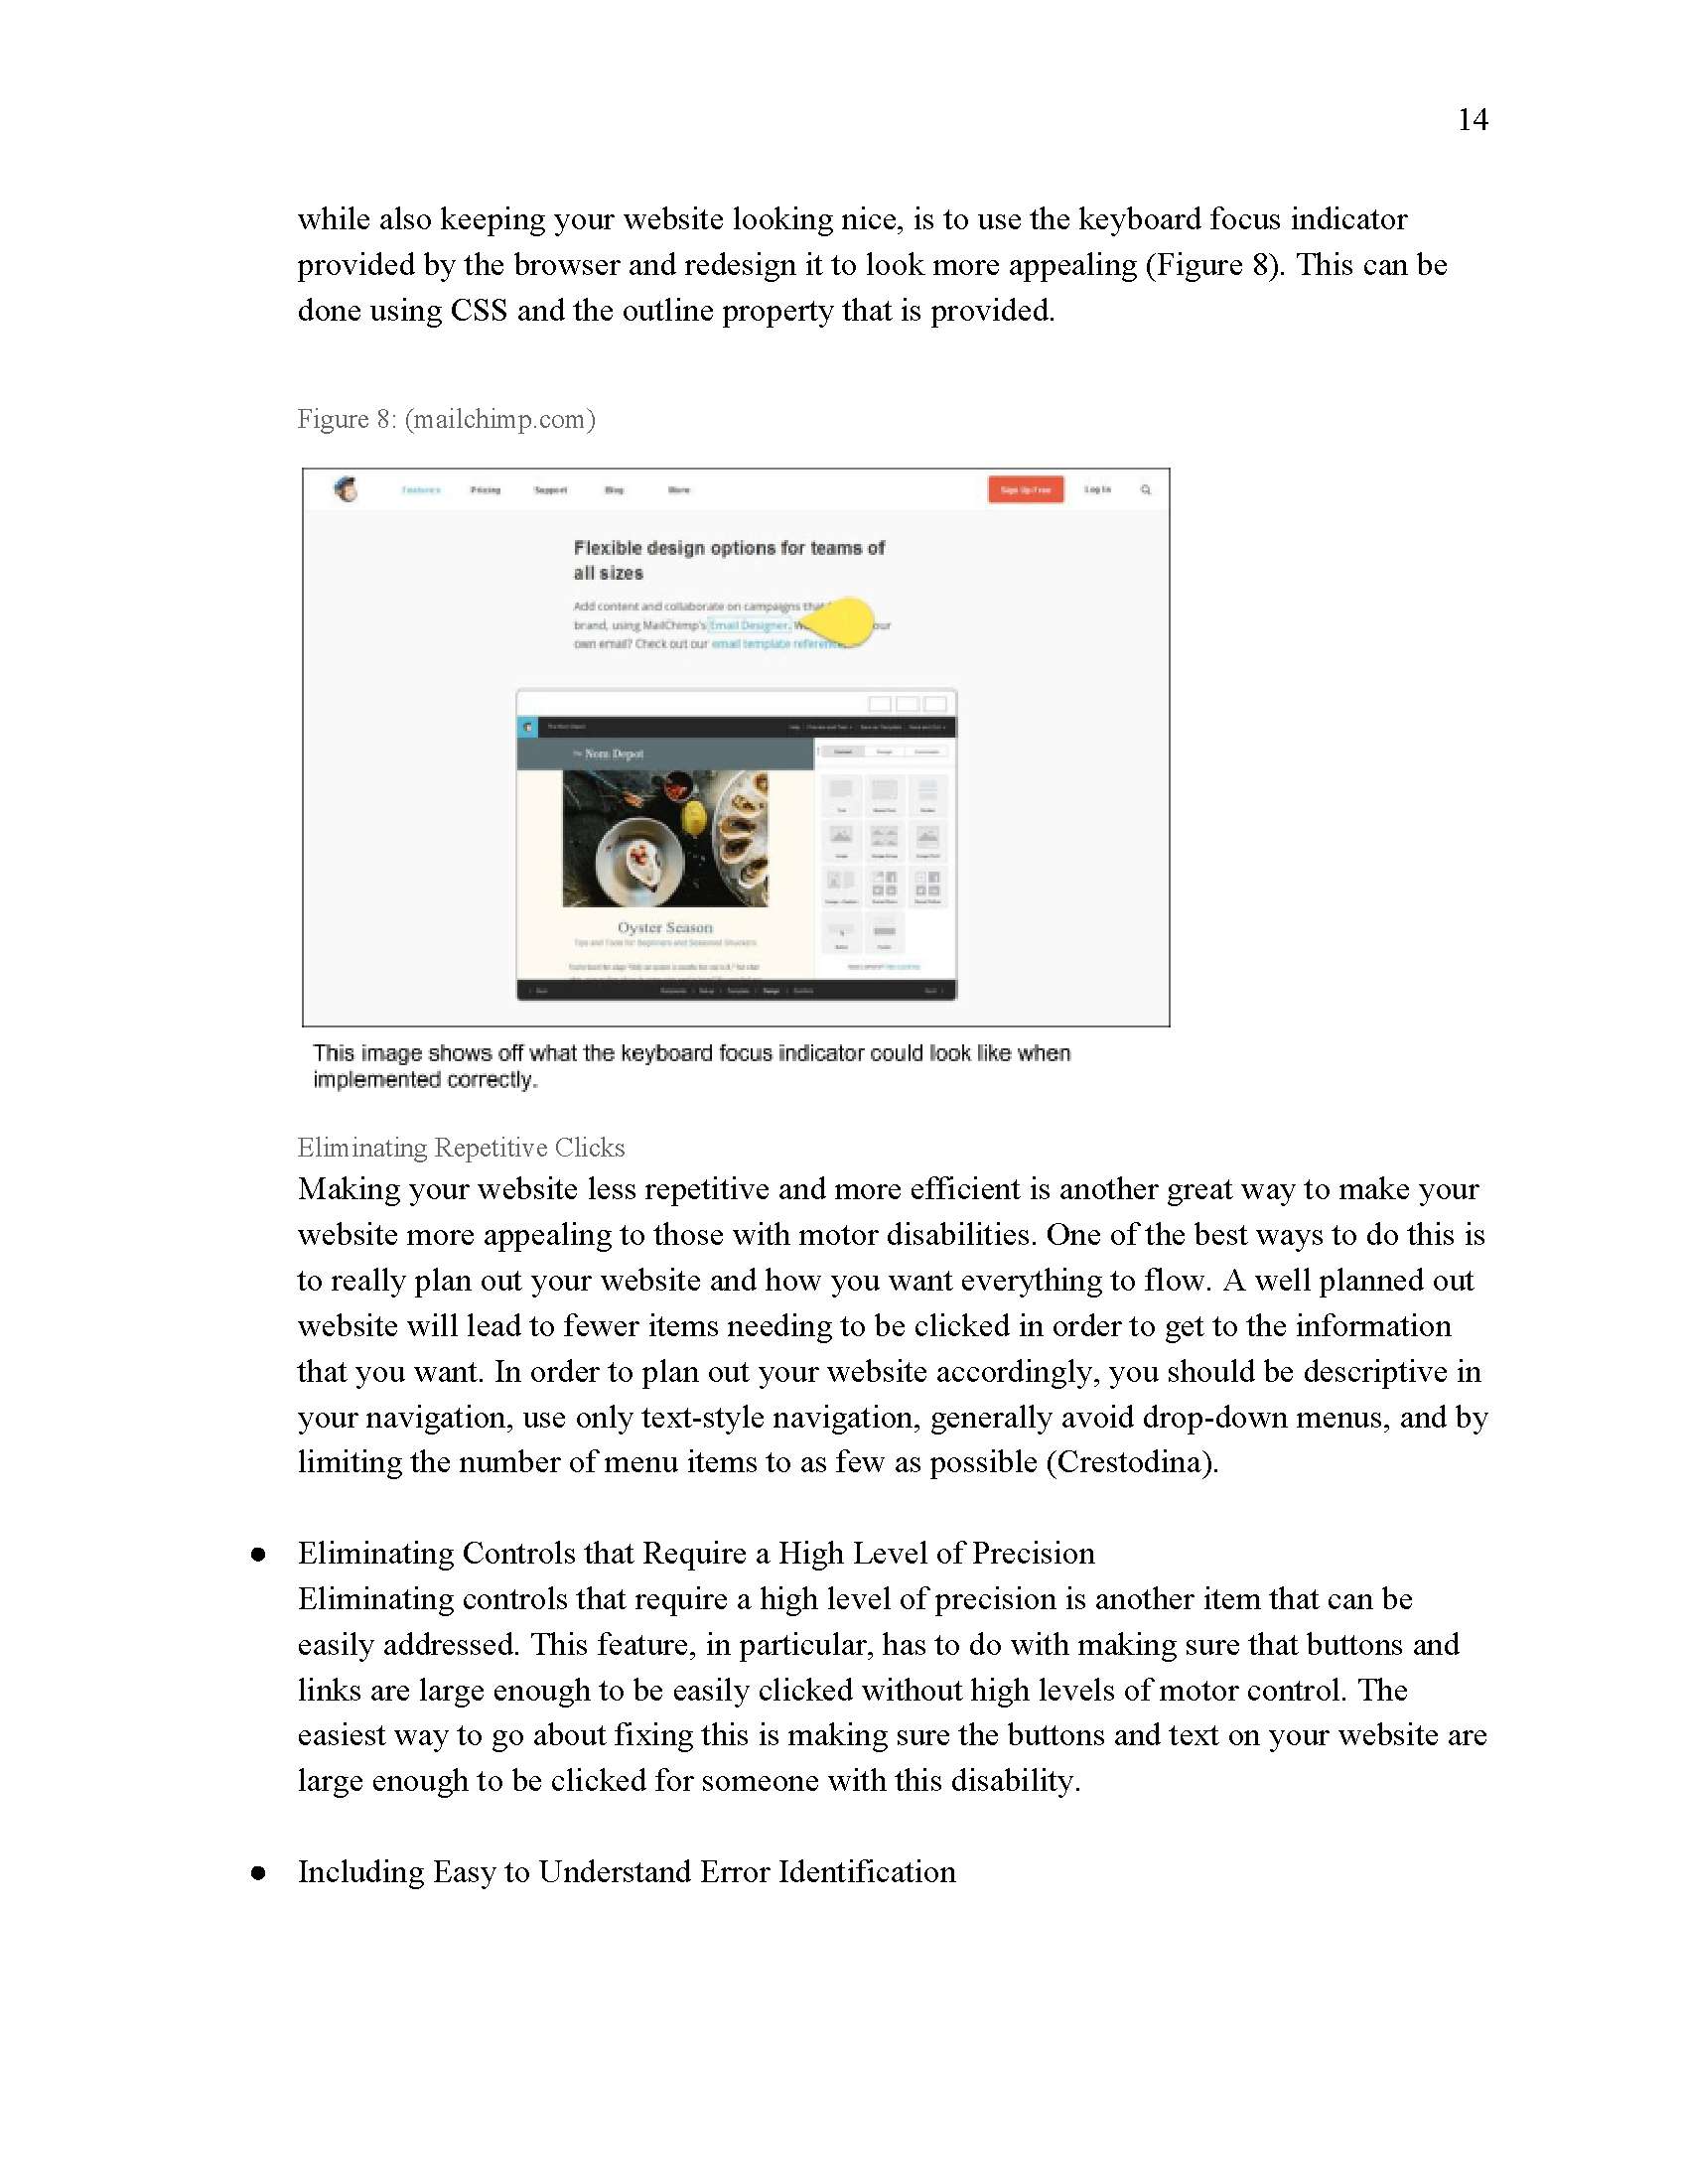 14
while also keeping your website looking nice, is to use the keyboard focus indicator
provided by the browser and redesign it to look more appealing (Figure 8). This can be
done using CSS and the outline property that is provided.
Figure 8: (mailchimp.com)
Features Pricing Support Blog More Sign Up Free Log In
Flexible design options for teams of
all sizes
Add content and collaborate on campaigns that
brand, using MailChimp's Email Designer. our
own email? Check out our email template reference
Nora Depot
Oyster Season
Tips and Tools for Beginners and Seasoned Shuckers
This image shows off what the keyboard focus indicator could look like when
implemented correctly.
Eliminating Repetitive Clicks
Making your website less repetitive and more efficient is another great way to make your
website more appealing to those with motor disabilities. One of the best ways to do this is
to really plan out your website and how you want everything to flow. A well planned out
website will lead to fewer items needing to be clicked in order to get to the information
that you want. In order to plan out your website accordingly, you should be descriptive in
your navigation, use only text-style navigation, generally avoid drop-down menus, and by
limiting the number of menu items to as few as possible (Crestodina).
● Eliminating Controls that Require a High Level of Precision
Eliminating controls that require a high level of precision is another item that can be
easily addressed. This feature, in particular, has to do with making sure that buttons and
links are large enough to be easily clicked without high levels of motor control. The
easiest way to go about fixing this is making sure the buttons and text on your website are
large enough to be clicked for someone with this disability.
● Including Easy to Understand Error Identification